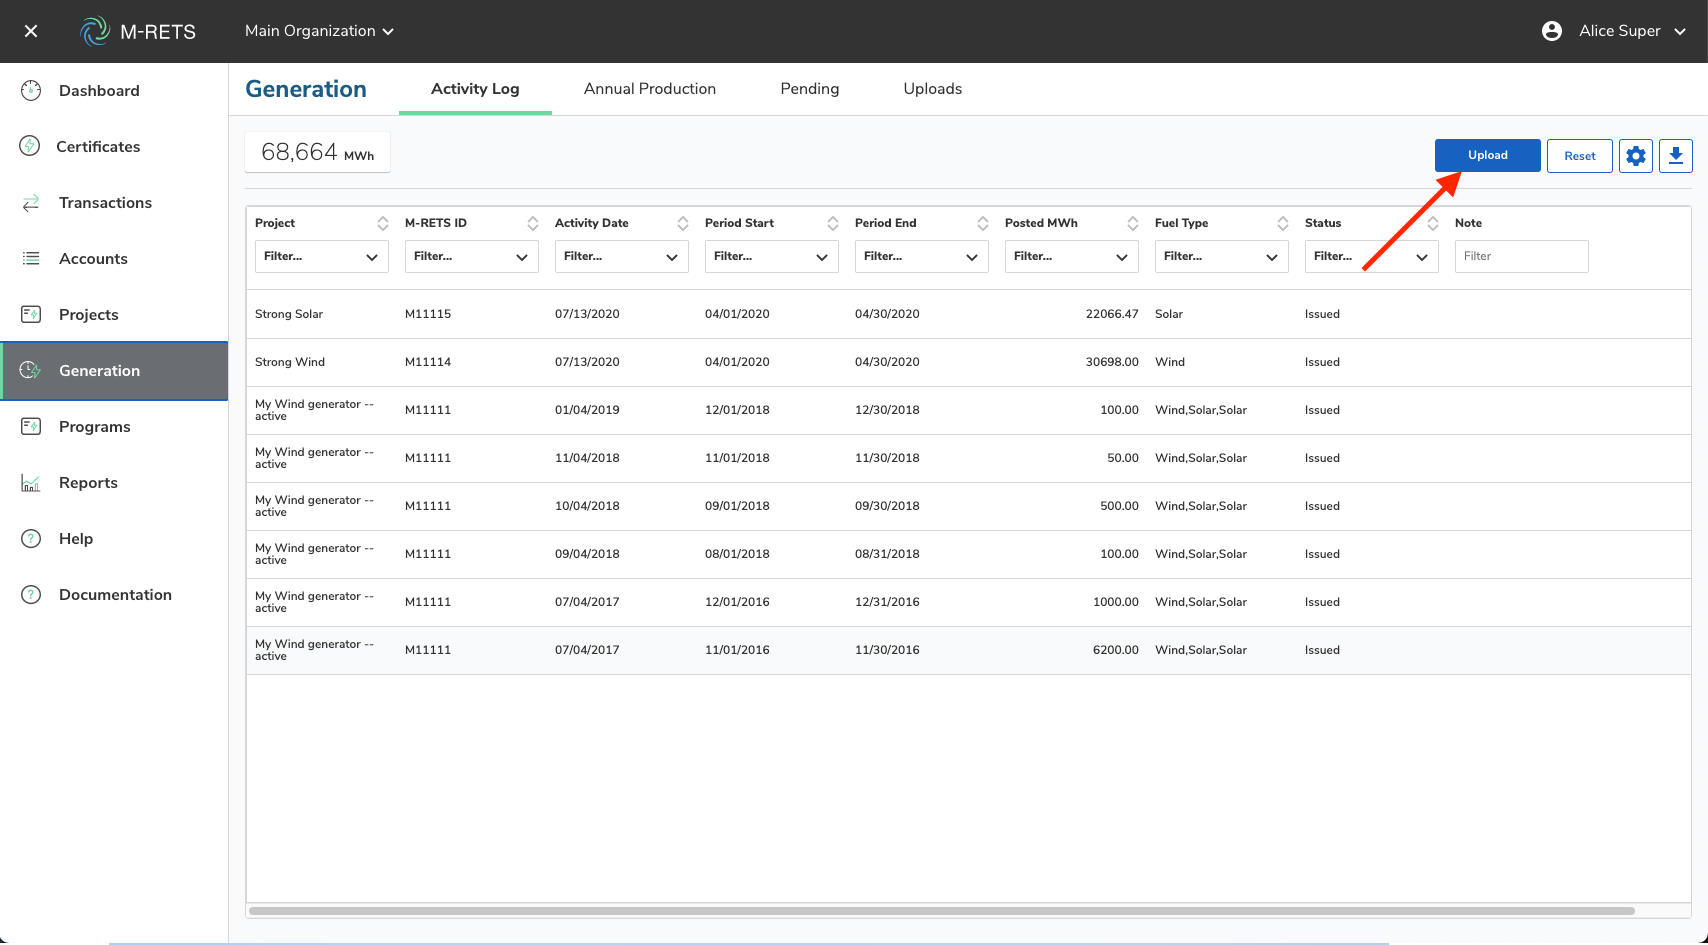 M-RETS
Main Organization
Alice Super
Dashboard
Certificates
Transactions
Accounts
Projects
Generation
Programs
Reports
Help
Documentation
Generation
Activity Log
Annual Production
Pending
Uploads
68,664 MWh
Upload
Reset
Project M-RETS ID Activity Date Period Start Period End Posted MWh Fuel Type Status Note
Filter... Filter... Filter... Filter... Filter... Filter... Filter... Filter... Filter
Strong Solar M11115 07/13/2020 04/01/2020 04/30/2020 22066.47 Solar Issued
Strong Wind M11114 07/13/2020 04/01/2020 04/30/2020 30698.00 Wind Issued
My Wind generator --
active M11111 01/04/2019 12/01/2018 12/30/2018 100.00 Wind,Solar,Solar Issued
My Wind generator --
active M11111 11/04/2018 11/01/2018 11/30/2018 50.00 Wind,Solar,Solar Issued
My Wind generator --
active M11111 10/04/2018 09/01/2018 09/30/2018 500.00 Wind,Solar,Solar Issued
My Wind generator --
active M11111 09/04/2018 08/01/2018 08/31/2018 100.00 Wind,Solar,Solar Issued
My Wind generator --
active M11111 07/04/2017 12/01/2016 12/31/2016 1000.00 Wind,Solar,Solar Issued
My Wind generator --
active M11111 07/04/2017 11/01/2016 11/30/2016 6200.00 Wind,Solar,Solar Issued